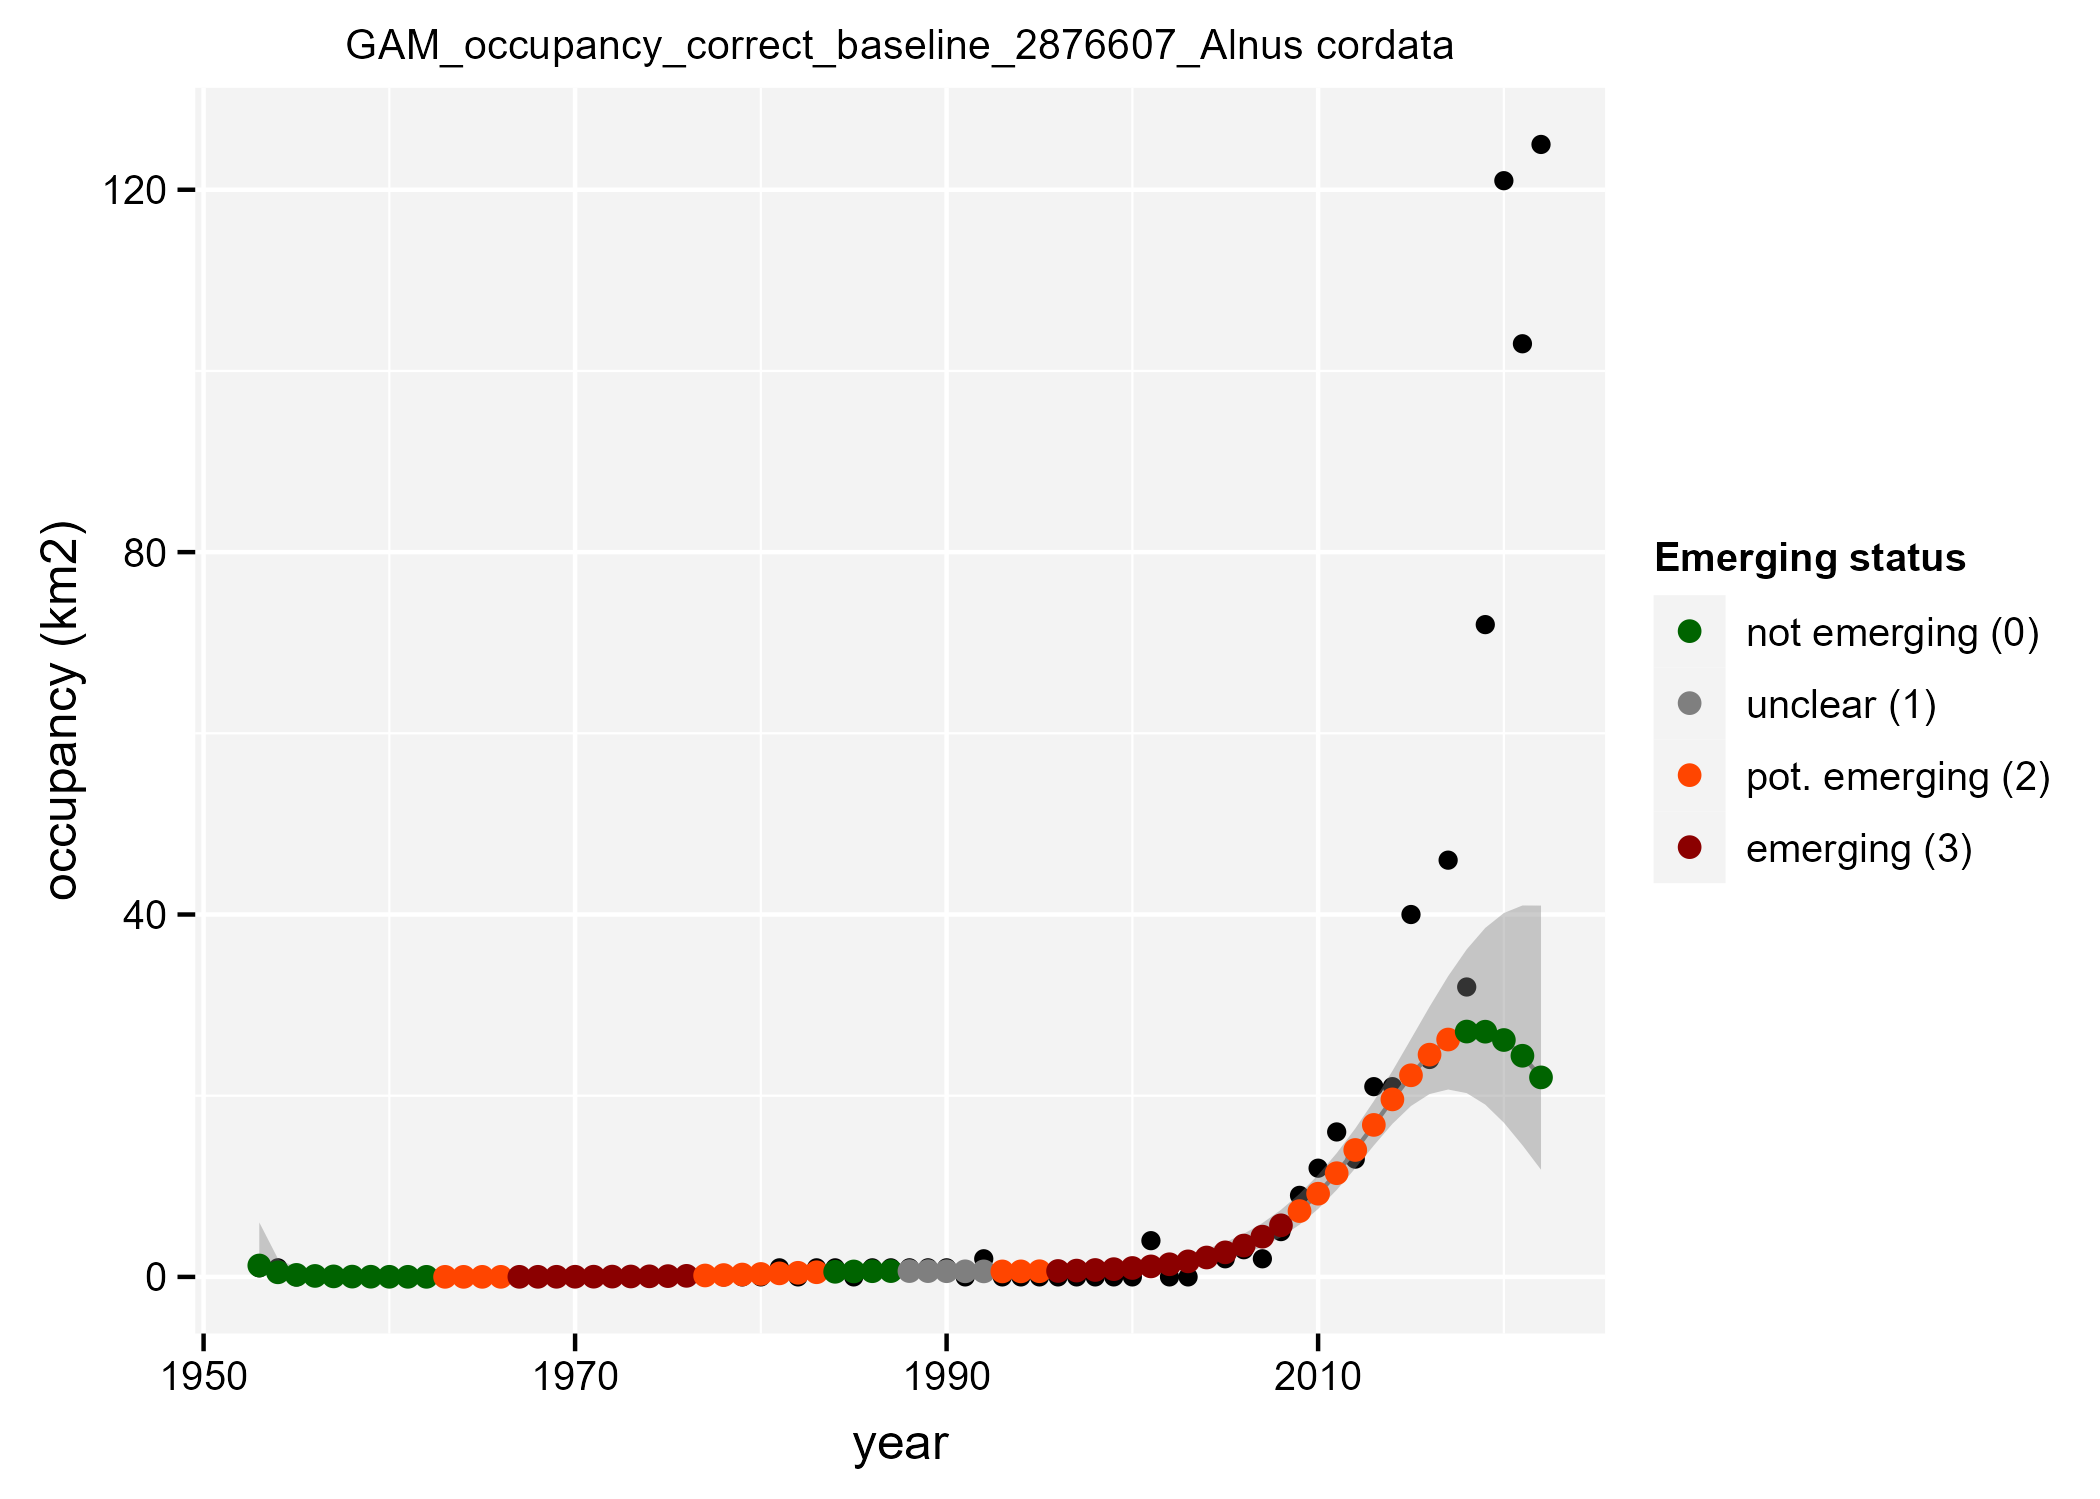 GAM_occupancy_correct_baseline_2876607_Alnus cordata
120
80
40
0
occupancy (km2)
1950
1970
1990
2010
year
Emerging status
not emerging (0)
unclear (1)
pot. emerging (2)
emerging (3)